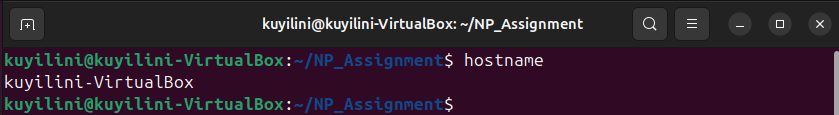 kuyilini@kuyilini-VirtualBox: ~/NP_Assignment
kuyilini@kuyilini-VirtualBox:~/NP_Assignment$ hostname
kuyilini-VirtualBox
kuyilini@kuyilini-VirtualBox:~/NP_Assignment$